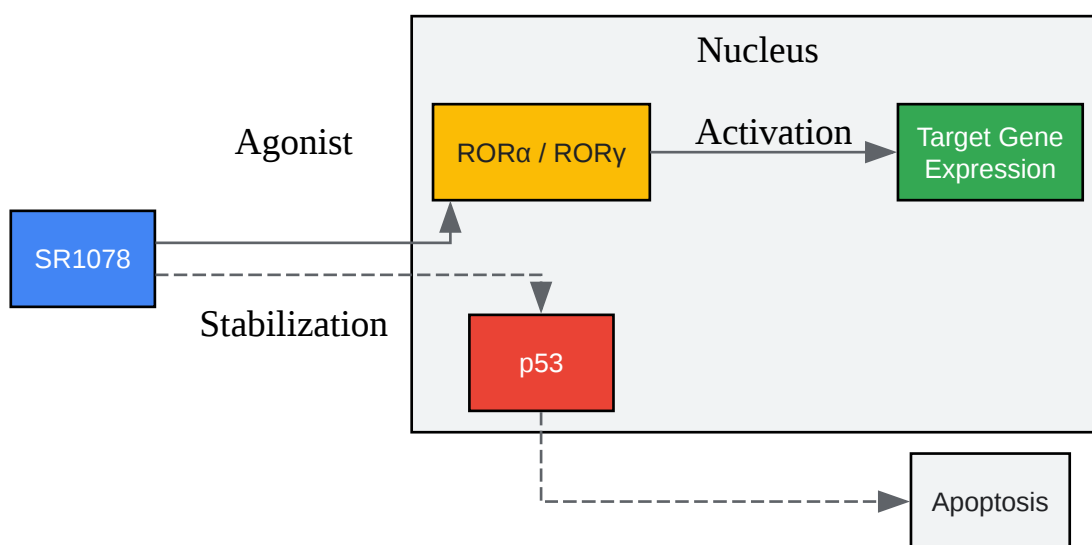 Nucleus
Agonist
RORα / RORγ
Activation
Target Gene
Expression
SR1078
Stabilization
p53
Apoptosis